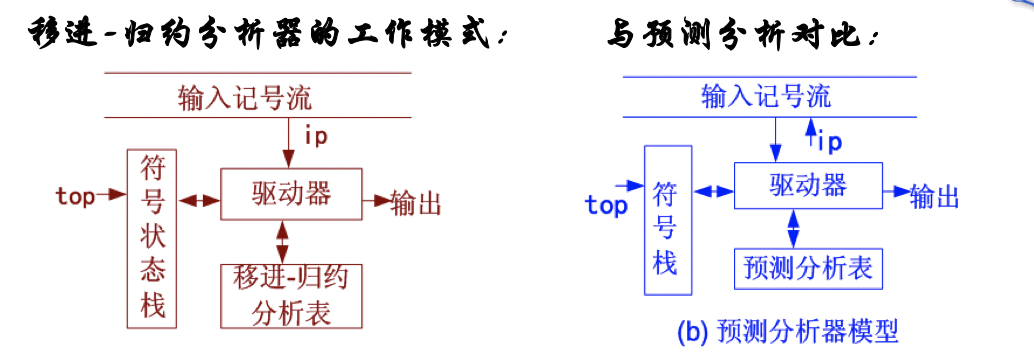 移进-归约分析器的工作模式：
输入记号流
ip
top
符号状态栈
驱动器
输出
移进-归约
分析表
与预测分析对比：
输入记号流
ip
top
符号栈
驱动器
输出
预测分析表
(b) 预测分析器模型